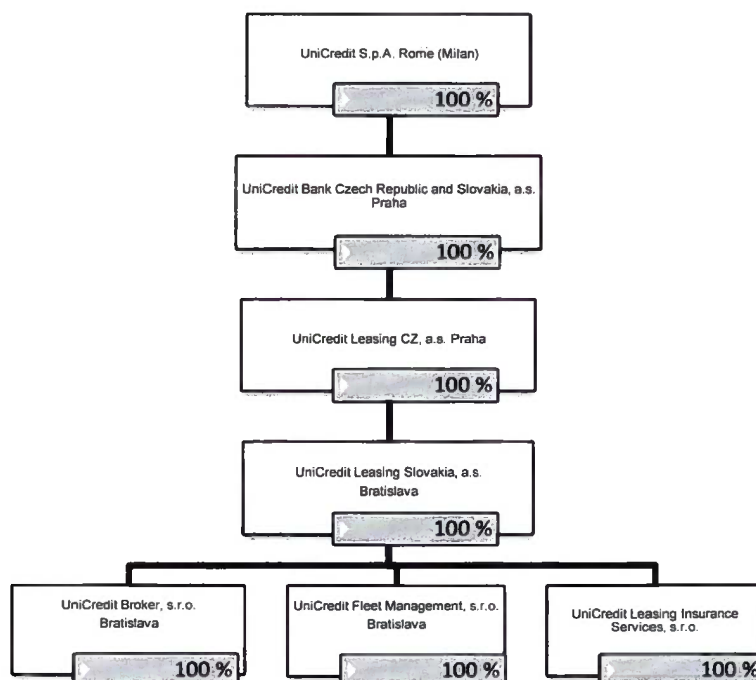 UniCredit S.p.A. Rome (Milan)
100 %
UniCredit Bank Czech Republic and Slovakia, a.s.
Praha
100 %
UniCredit Leasing CZ, a.s. Praha
100 %
UniCredit Leasing Slovakia, a.s.
Bratislava
100 %
UniCredit Broker, s.r.o.
Bratislava
100 %
UniCredit Fleet Management, s.r.o.
Bratislava
100 %
UniCredit Leasing Insurance
Services, s.r.o.
100 %